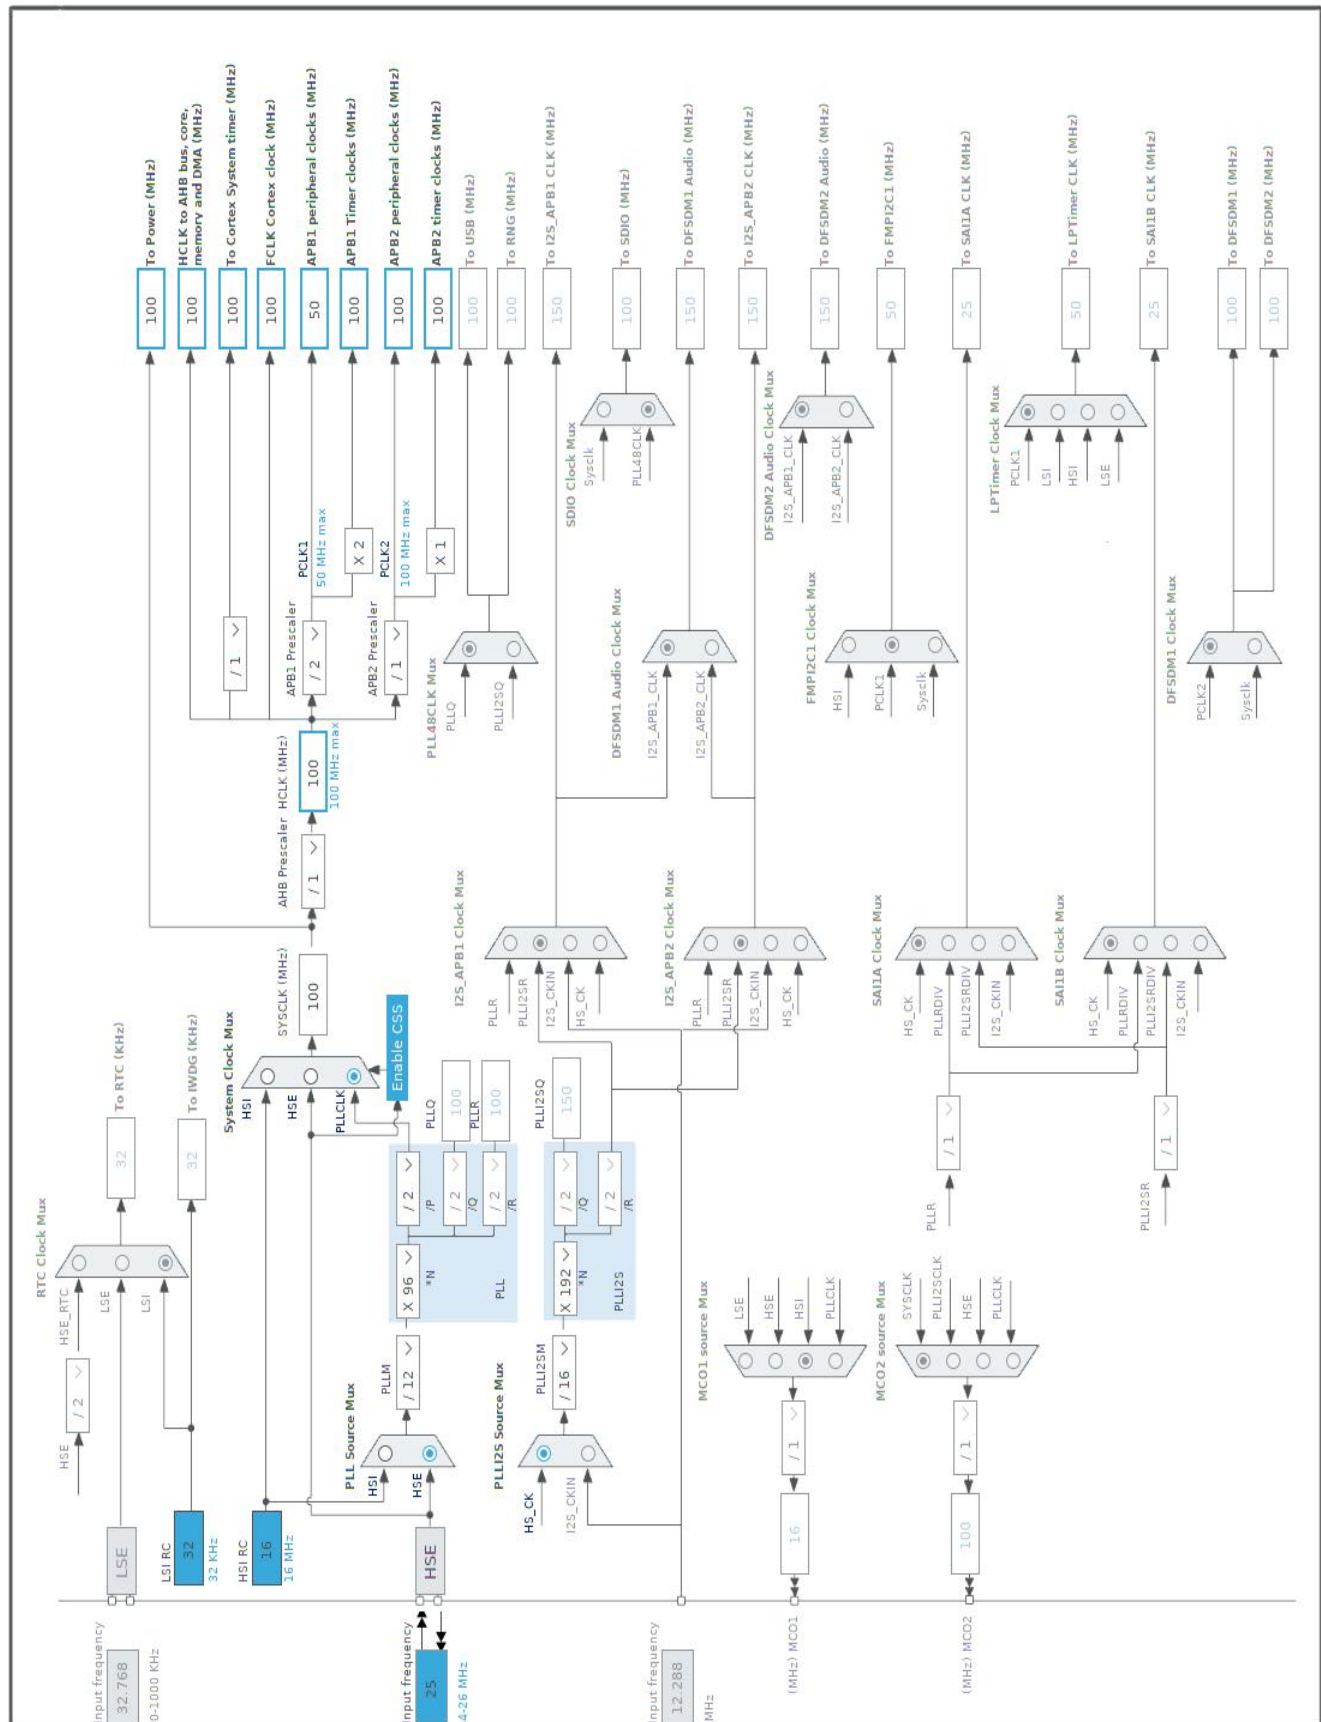 RTC Clock Mux
HSE
/ 2
HSE_RTC
LSE
LSI
32
To RTC (KHz)
32
To IWDG (KHz)
Input frequency
32.768
0-1000 KHz
LSE
LSI RC
32
32 KHz
HSI RC
16
16 MHz
Input frequency
25
4-26 MHz
HSE
System Clock Mux
HSI
HSE
PLLCLK
Enable CSS
SYSCLK (MHz)
100
AHB Prescaler
/ 1
HCLK (MHz)
100
100 MHz max
/ 1
APB1 Prescaler
/ 2
PCLK1
50 MHz max
X 2
APB2 Prescaler
/ 1
PCLK2
100 MHz max
X 1
100
To Power (MHz)
100
HCLK to AHB bus, core,
memory and DMA (MHz)
100
To Cortex System timer (MHz)
100
FCLK Cortex clock (MHz)
50
APB1 peripheral clocks (MHz)
100
APB1 Timer clocks (MHz)
100
APB2 peripheral clocks (MHz)
100
APB2 timer clocks (MHz)
100
To USB (MHz)
100
To RNG (MHz)
150
To I2S_APB1 CLK (MHz)
100
To SDIO (MHz)
150
To DFSDM1 Audio (MHz)
150
To I2S_APB2 CLK (MHz)
150
To DFSDM2 Audio (MHz)
50
To FMPI2C1 (MHz)
25
To SAI1A CLK (MHz)
50
To LPTimer CLK (MHz)
25
To SAI1B CLK (MHz)
100
To DFSDM1 (MHz)
100
To DFSDM2 (MHz)
PLL Source Mux
HSI
HSE
PLLM
/ 12
X 96
*N
/ 2
/P
/ 2
/Q
/ 2
/R
PLL
PLLQ
100
PLLR
100
PLLI2S Source Mux
HS_CK
I2S_CKIN
PLLI2SM
/ 16
X 192
*N
/ 2
/Q
/ 2
/R
PLLI2S
PLLI2SQ
150
PLL48CLK Mux
PLLQ
PLLI2SQ
SDIO Clock Mux
Sysclk
PLL48CLK
I2S_APB1 Clock Mux
PLLR
PLLI2SR
I2S_CKIN
HS_CK
DFSDM1 Audio Clock Mux
I2S_APB1_CLK
I2S_APB2_CLK
I2S_APB2 Clock Mux
PLLR
PLLI2SR
I2S_CKIN
HS_CK
DFSDM2 Audio Clock Mux
I2S_APB1_CLK
I2S_APB2_CLK
FMPI2C1 Clock Mux
HSI
PCLK1
Sysclk
SAI1A Clock Mux
HS_CK
PLLRDIV
PLLI2SRDIV
I2S_CKIN
LPTimer Clock Mux
PCLK1
LSI
HSI
LSE
SAI1B Clock Mux
HS_CK
PLLRDIV
PLLI2SRDIV
I2S_CKIN
DFSDM1 Clock Mux
PCLK2
Sysclk
PLLR
/ 1
PLLI2SR
/ 1
Input frequency
12.288
MHz
MCO1 source Mux
LSE
HSE
HSI
PLLCLK
/ 1
16
(MHz) MCO1
MCO2 source Mux
SYSCLK
PLLI2SCLK
HSE
PLLCLK
/ 1
100
(MHz) MCO2